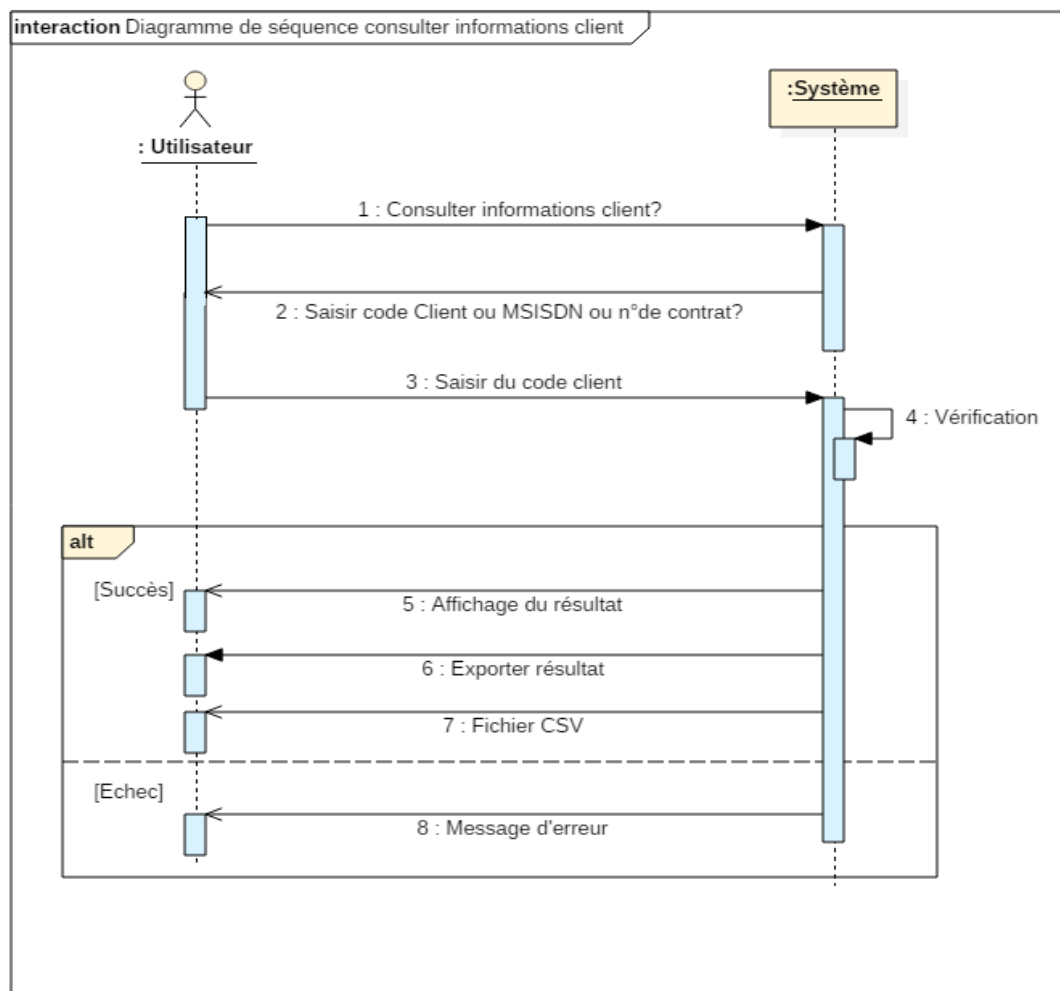 interaction Diagramme de séquence consulter informations client
:Système
: Utilisateur
1 : Consulter informations client?
2 : Saisir code Client ou MSISDN ou n°de contrat?
3 : Saisir du code client
4 : Vérification
alt
[Succès]
5 : Affichage du résultat
6 : Exporter résultat
7 : Fichier CSV
[Echec]
8 : Message d'erreur